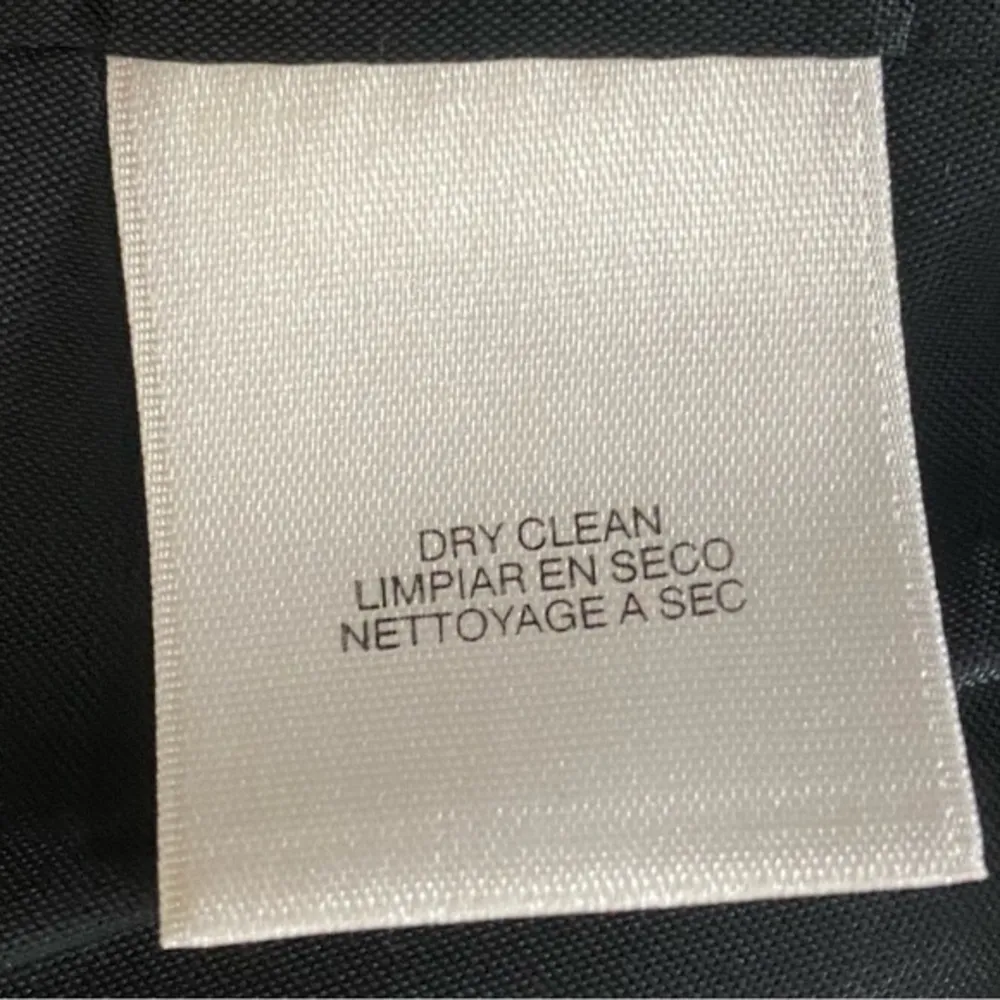 DRY CLEAN
LIMPIAR EN SECO
NETTOYAGE A SEC